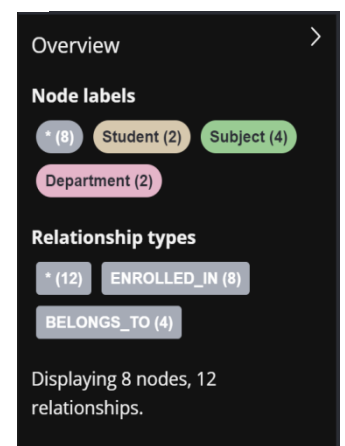 Overview
Node labels
* (8) Student (2) Subject (4)
Department (2)
Relationship types
* (12) ENROLLED_IN (8)
BELONGS_TO (4)
Displaying 8 nodes, 12
relationships.